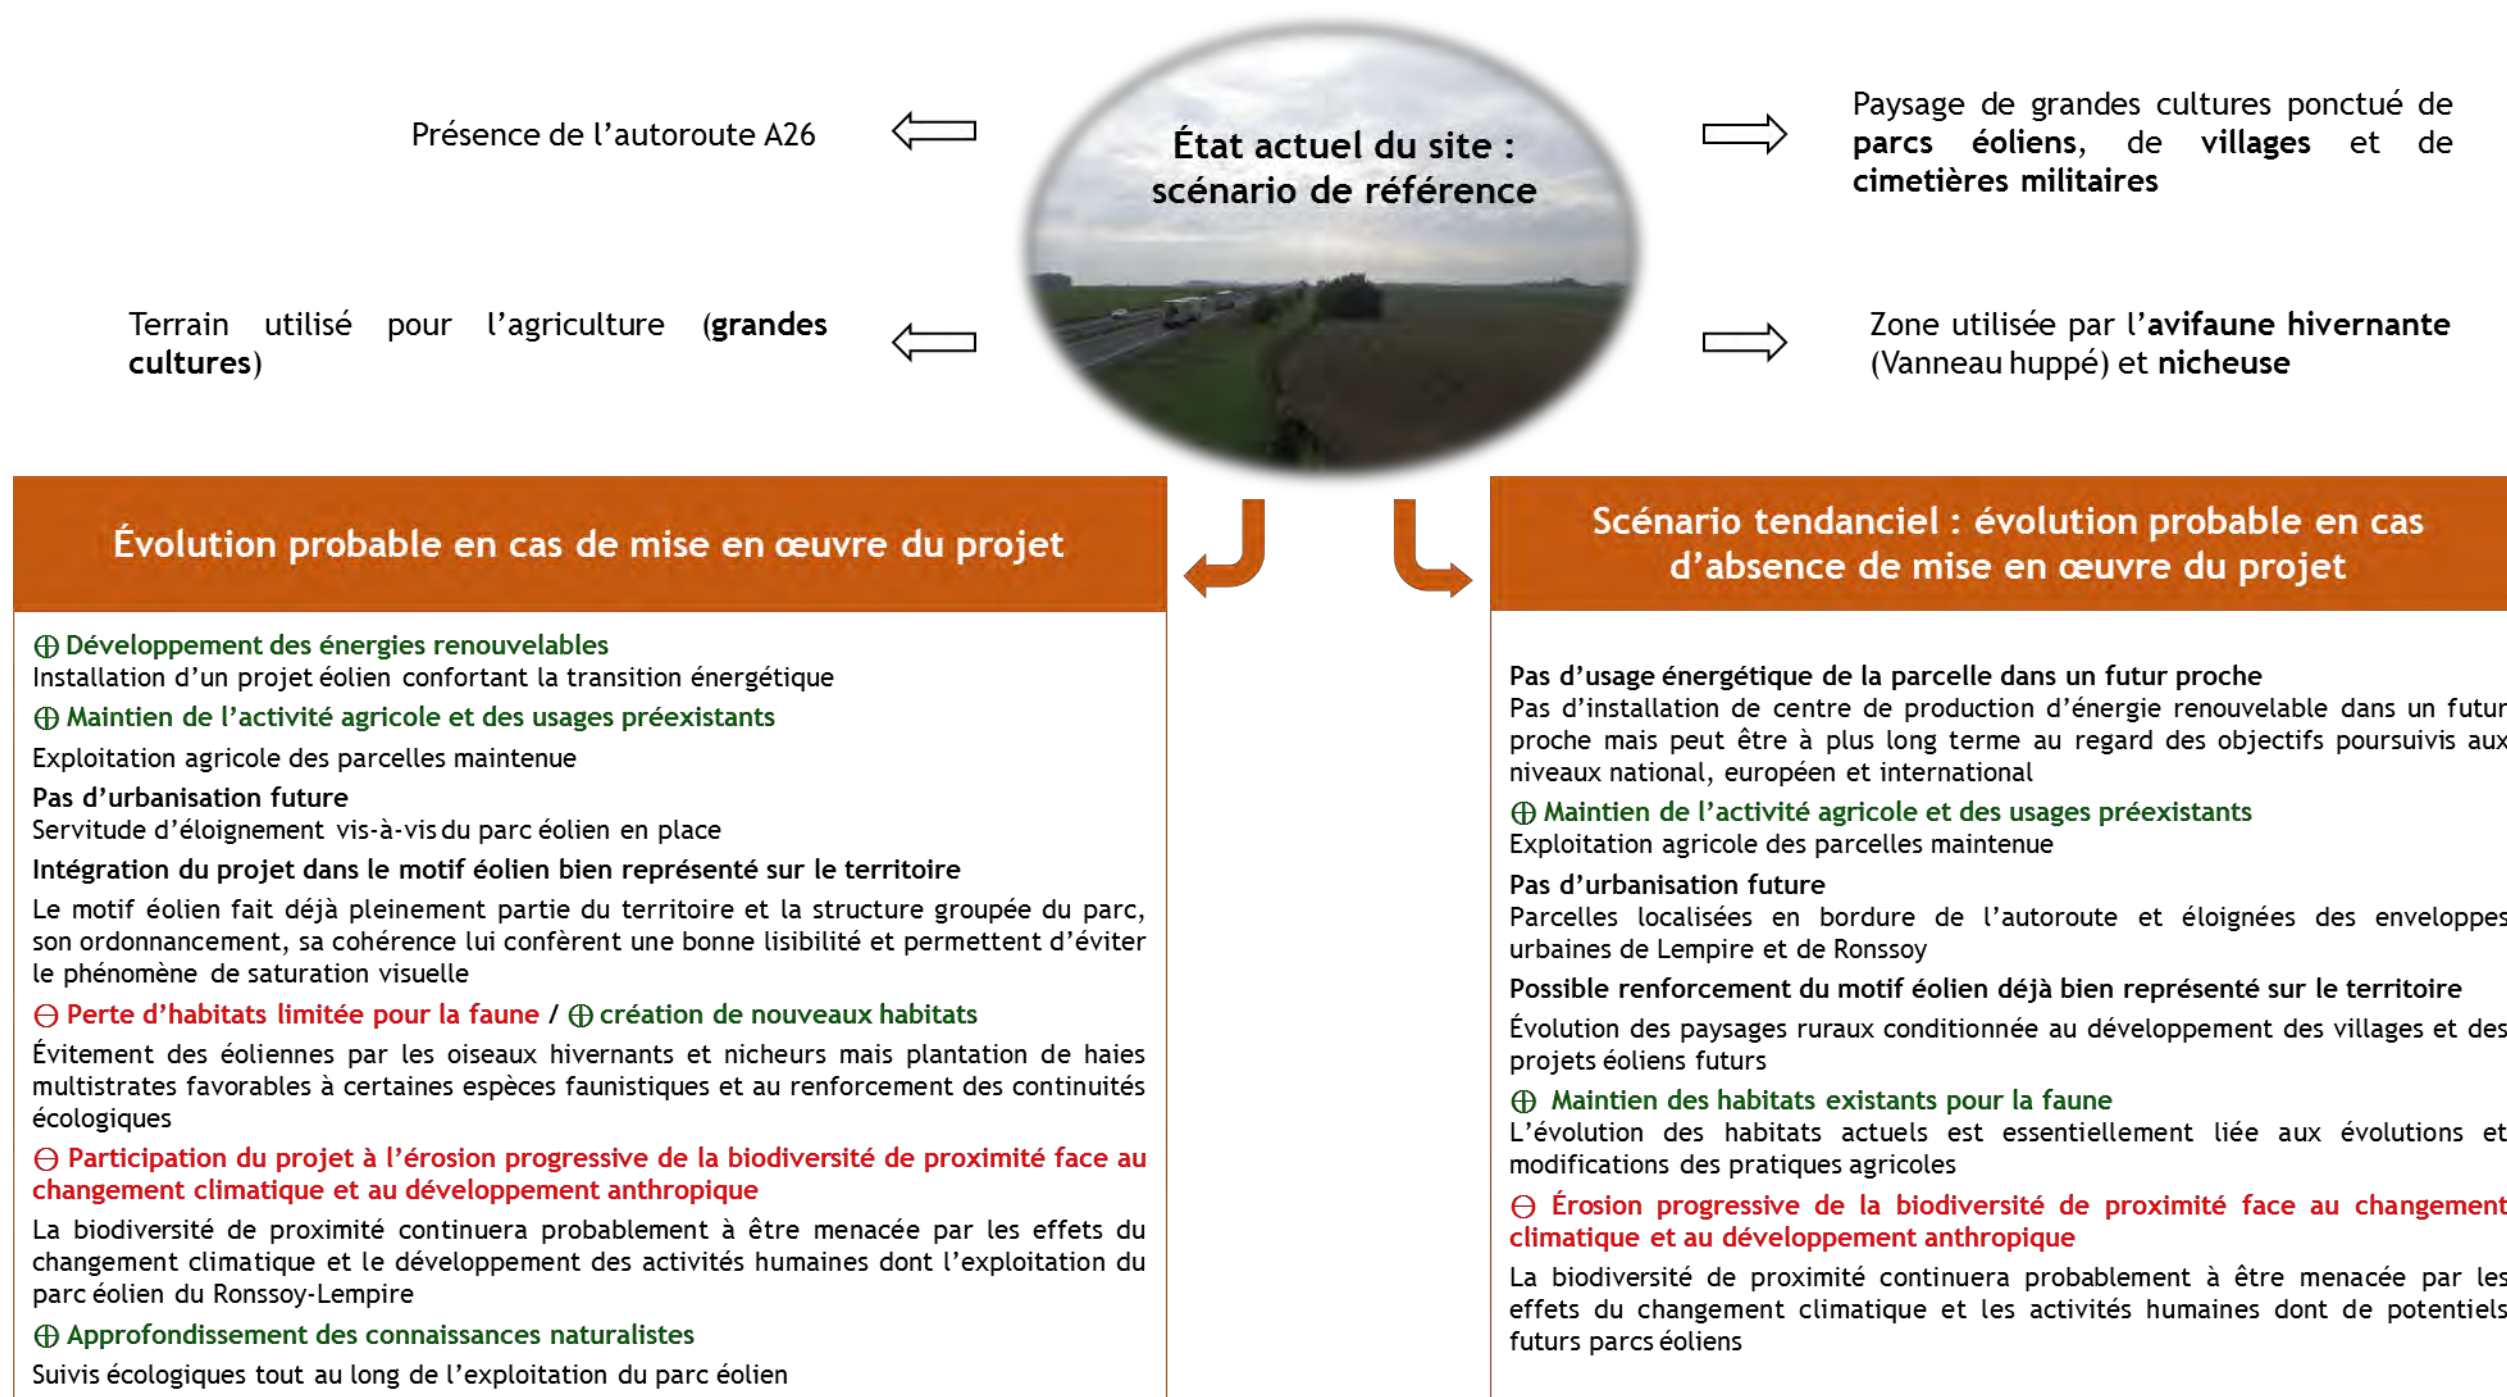 État actuel du site :
scénario de référence
Présence de l'autoroute A26
Terrain utilisé pour l'agriculture (grandes
cultures)
Paysage de grandes cultures ponctué de
parcs éoliens, de villages et de
cimetières militaires
Zone utilisée par l'avifaune hivernante
(Vanneau huppé) et nicheuse
Évolution probable en cas de mise en œuvre du projet
⊕ Développement des énergies renouvelables
Installation d'un projet éolien confortant la transition énergétique
⊕ Maintien de l'activité agricole et des usages préexistants
Exploitation agricole des parcelles maintenue
Pas d'urbanisation future
Servitude d'éloignement vis-à-vis du parc éolien en place
Intégration du projet dans le motif éolien bien représenté sur le territoire
Le motif éolien fait déjà pleinement partie du territoire et la structure groupée du parc,
son ordonnancement, sa cohérence lui confèrent une bonne lisibilité et permettent d'éviter
le phénomène de saturation visuelle
⊖ Perte d'habitats limitée pour la faune / ⊕ création de nouveaux habitats
Évitement des éoliennes par les oiseaux hivernants et nicheurs mais plantation de haies
multistrates favorables à certaines espèces faunistiques et au renforcement des continuités
écologiques
⊖ Participation du projet à l'érosion progressive de la biodiversité de proximité face au
changement climatique et au développement anthropique
La biodiversité de proximité continuera probablement à être menacée par les effets du
changement climatique et le développement des activités humaines dont l'exploitation du
parc éolien du Ronssoy-Lempire
⊕ Approfondissement des connaissances naturalistes
Suivis écologiques tout au long de l'exploitation du parc éolien
Scénario tendanciel : évolution probable en cas
d'absence de mise en œuvre du projet
Pas d'usage énergétique de la parcelle dans un futur proche
Pas d'installation de centre de production d'énergie renouvelable dans un futur
proche mais peut être à plus long terme au regard des objectifs poursuivis aux
niveaux national, européen et international
⊕ Maintien de l'activité agricole et des usages préexistants
Exploitation agricole des parcelles maintenue
Pas d'urbanisation future
Parcelles localisées en bordure de l'autoroute et éloignées des enveloppes
urbaines de Lempire et de Ronssoy
Possible renforcement du motif éolien déjà bien représenté sur le territoire
Évolution des paysages ruraux conditionnée au développement des villages et des
projets éoliens futurs
⊕ Maintien des habitats existants pour la faune
L'évolution des habitats actuels est essentiellement liée aux évolutions et
modifications des pratiques agricoles
⊖ Érosion progressive de la biodiversité de proximité face au changement
climatique et au développement anthropique
La biodiversité de proximité continuera probablement à être menacée par les
effets du changement climatique et les activités humaines dont de potentiels
futurs parcs éoliens